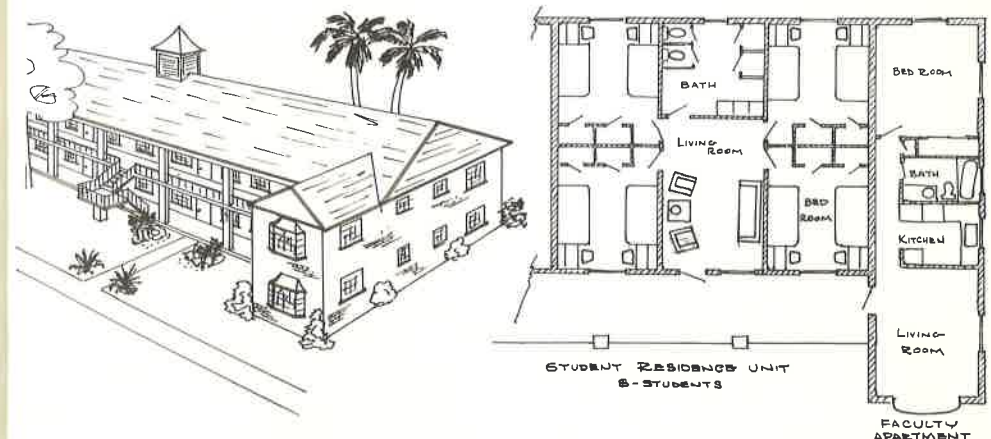 BATH
LIVING
ROOM
BED
ROOM
BED ROOM
BATH
KITCHEN
LIVING
ROOM
STUDENT RESIDENCE UNIT
8-STUDENTS
FACULTY
APARTMENT